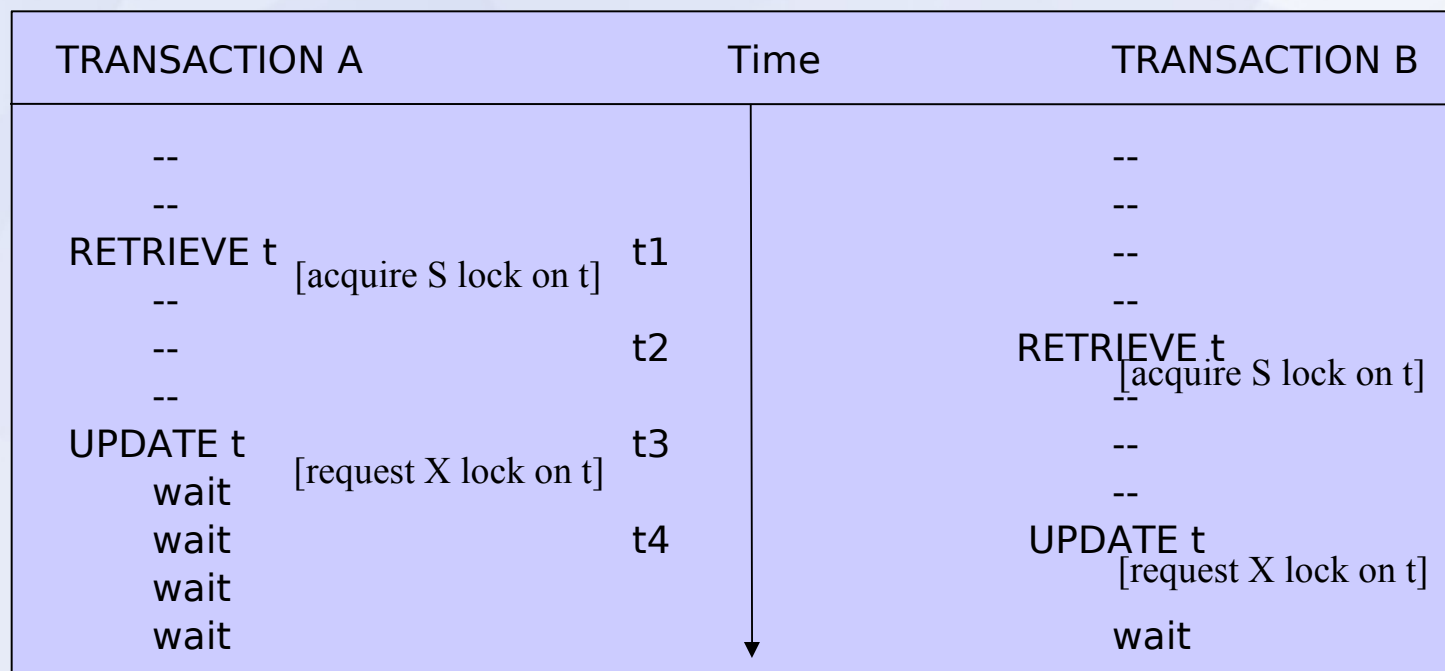 TRANSACTION A Time TRANSACTION B
-- --
-- --
RETRIEVE t [acquire S lock on t] t1 --
-- --
-- t2 RETRIEVE t [acquire S lock on t]
-- --
UPDATE t [request X lock on t] t3 --
wait --
wait t4 UPDATE t [request X lock on t]
wait
wait wait